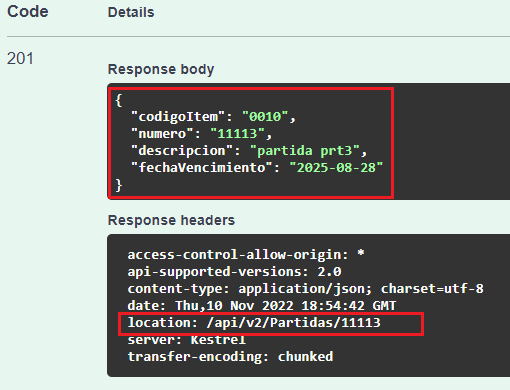 Code Details
201
Response body
{
"codigoItem": "0010",
"numero": "11113",
"descripcion": "partida prt3",
"fechaVencimiento": "2025-08-28"
}
Response headers
access-control-allow-origin: *
api-supported-versions: 2.0
content-type: application/json; charset=utf-8
date: Thu,10 Nov 2022 18:54:42 GMT
location: /api/v2/Partidas/11113
server: Kestrel
transfer-encoding: chunked